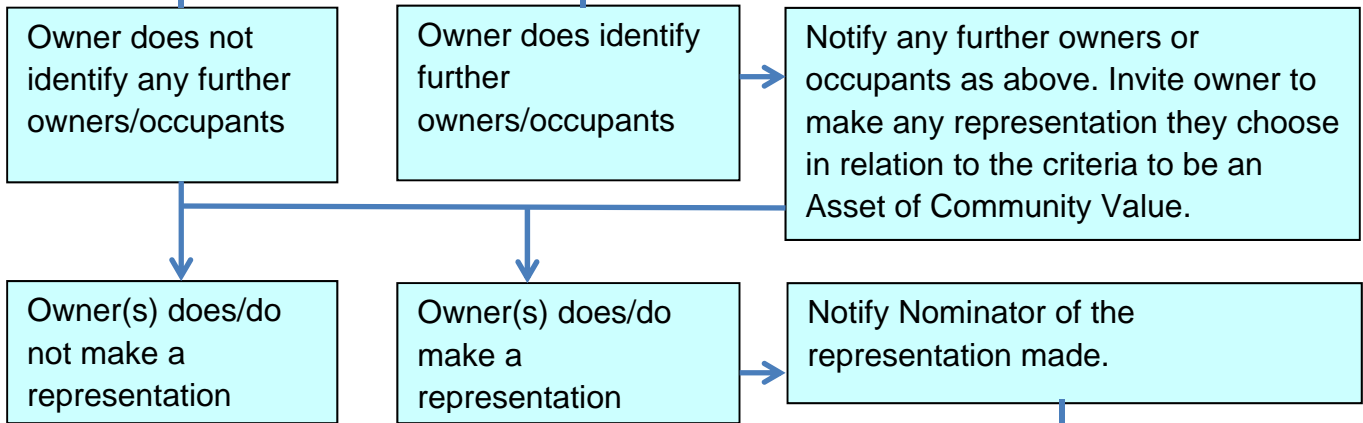 Owner does not
identify any further
owners/occupants
Owner does identify
further
owners/occupants
Notify any further owners or
occupants as above. Invite owner to
make any representation they choose
in relation to the criteria to be an
Asset of Community Value.
Owner(s) does/do
not make a
representation
Owner(s) does/do
make a
representation
Notify Nominator of the
representation made.